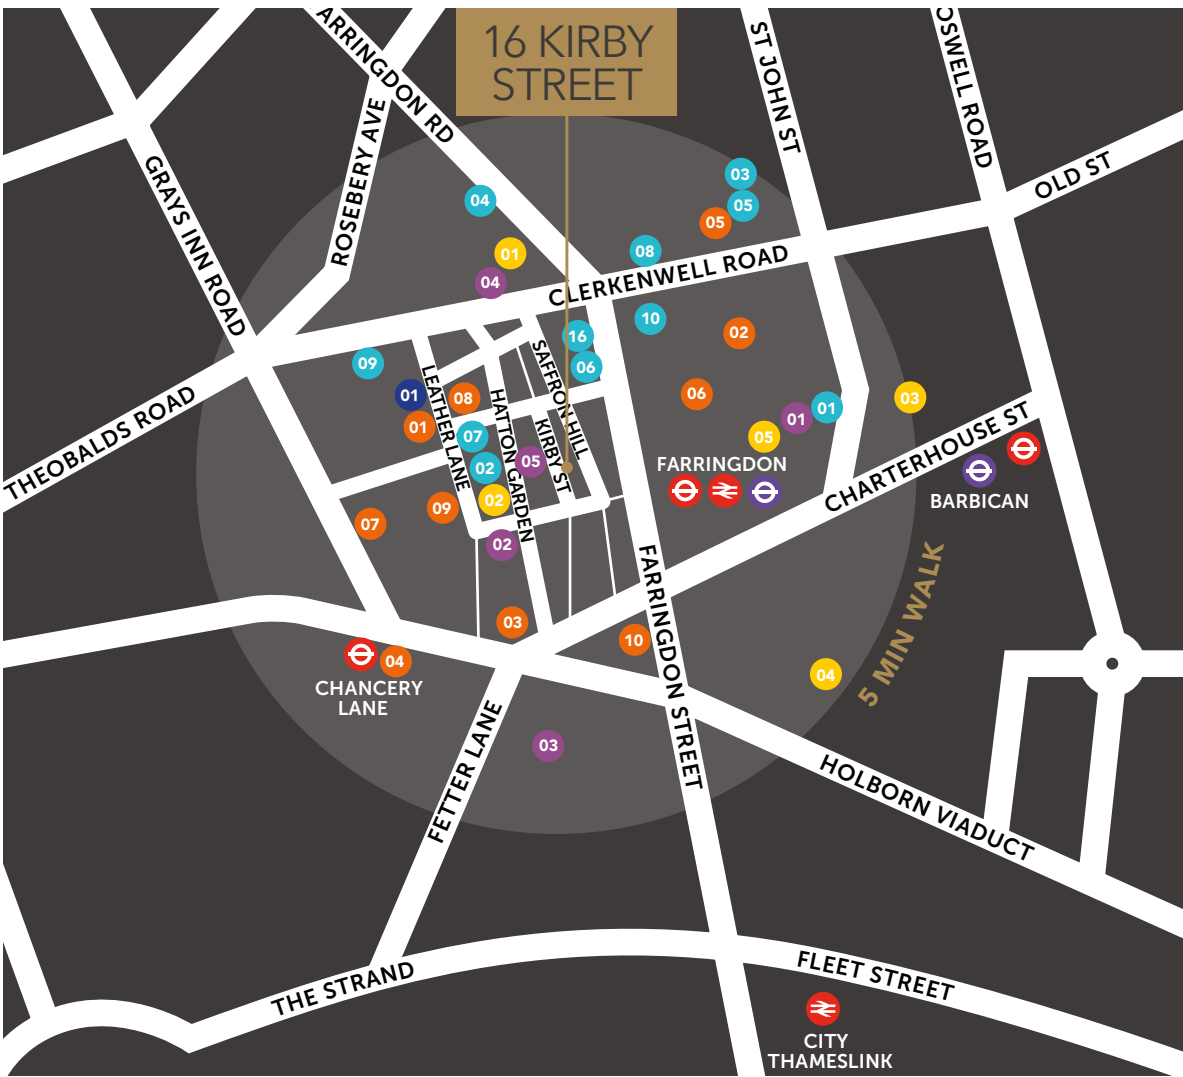 16 KIRBY
STREET
ARRINGDON RD
ST JOHN ST
OSWELL ROAD
ROSEBERY AVE
GRAYS INN ROAD
OLD ST
03
04
05
05
01
08
04
CLERKENWELL ROAD
10
16
02
09
06
01
08
06
03
01
01
01
THEOBALDS ROAD
LEATHER LANE
HATTON GARDEN
SAFFRON HILL
KIRBY ST
07
05
02
05
02
09
07
02
FARRINGDON
CHARTERHOUSE ST
BARBICAN
5 MIN WALK
03
10
04
04
CHANCERY
LANE
FARRINGDON STREET
03
FETTER LANE
HOLBORN VIADUCT
THE STRAND
FLEET STREET
CITY
THAMESLINK